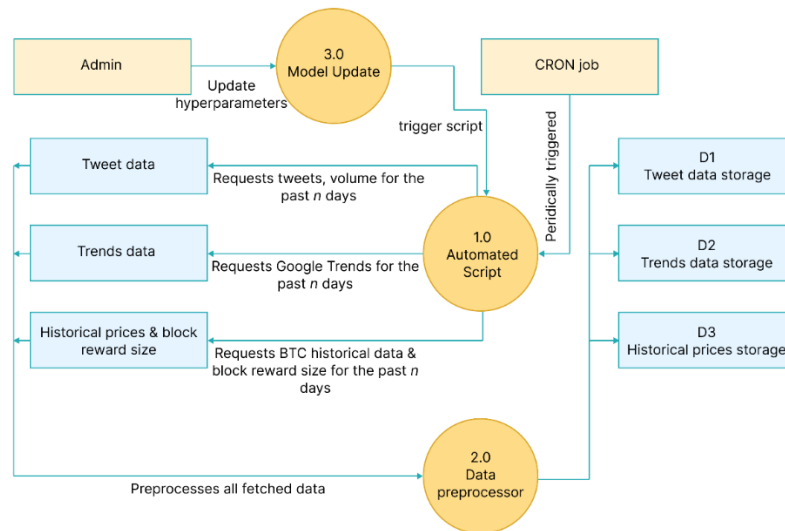 Admin
Update
hyperparameters
3.0
Model Update
trigger script
CRON job
Peridically triggered
Tweet data
Requests tweets, volume for the
past n days
Trends data
Requests Google Trends for the
past n days
1.0
Automated
Script
Historical prices & block
reward size
Requests BTC historical data &
block reward size for the past n
days
D1
Tweet data storage
D2
Trends data storage
D3
Historical prices storage
Preprocesses all fetched data
2.0
Data
preprocessor